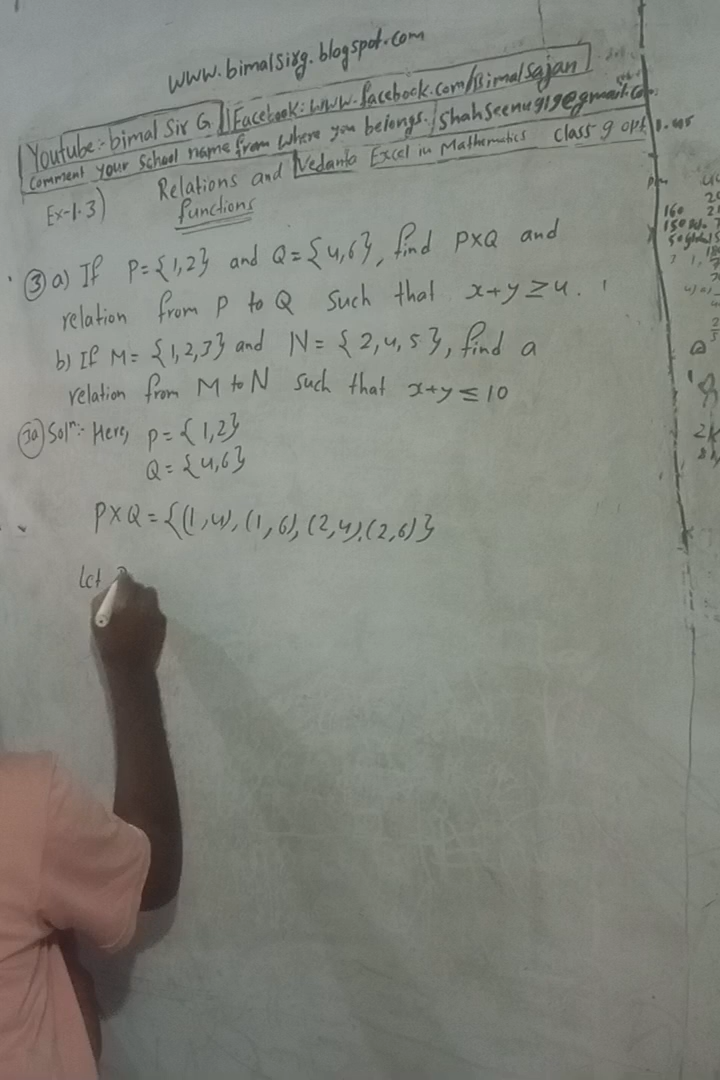 www.bimalsirg.blogspot.com
Youtube:- bimal Sir G || Facebook: www.facebook.com/Bimalsajan
comment your school name from where you belongs. / Shahseenu919@gmail.com
Ex-1.3) Relations and functions Vedanta Excel in Mathematics class 9 opt
③ a) If P = {1,2} and Q = {4,6}, find P×Q and
relation from P to Q such that x+y ≥ 4.
b) If M = {1,2,3} and N = {2,4,5}, find a
relation from M to N such that x+y ≤ 10
③a) Solⁿ:- Here, P = {1,2}
Q = {4,6}
P×Q = {(1,4), (1,6), (2,4), (2,6)}
Let